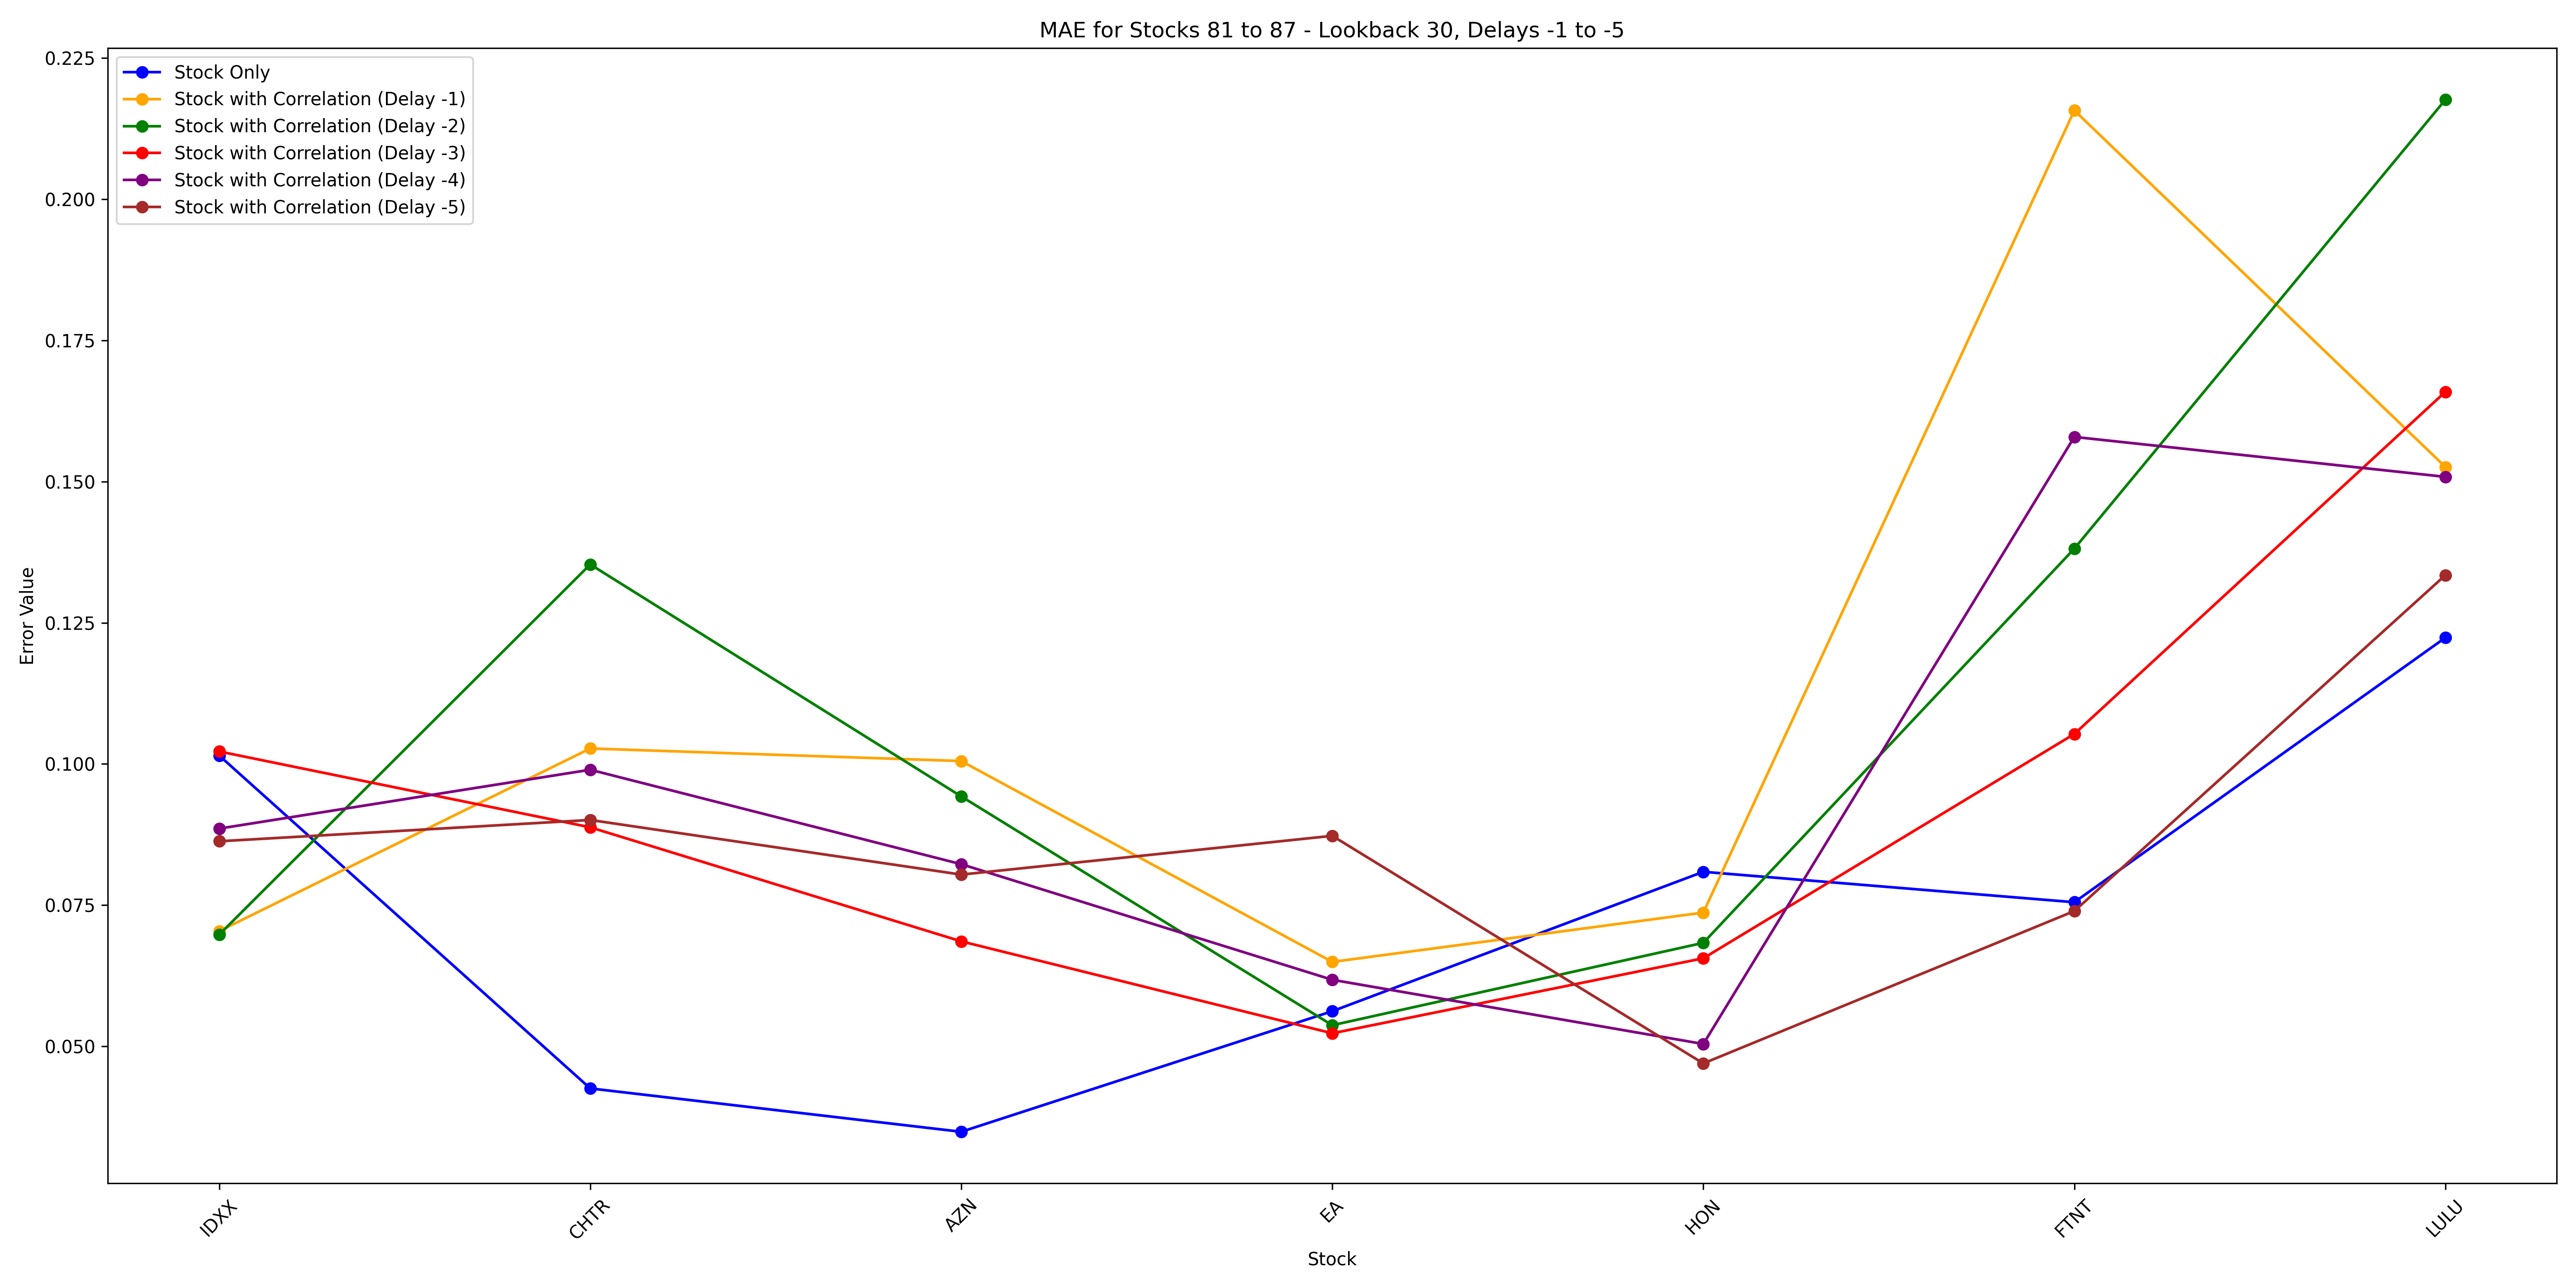 MAE for Stocks 81 to 87 - Lookback 30, Delays -1 to -5
Stock Only
Stock with Correlation (Delay -1)
Stock with Correlation (Delay -2)
Stock with Correlation (Delay -3)
Stock with Correlation (Delay -4)
Stock with Correlation (Delay -5)
Error Value
0.225
0.200
0.175
0.150
0.125
0.100
0.075
0.050
IDXX
CHTR
AZN
EA
HON
FTNT
LULU
Stock